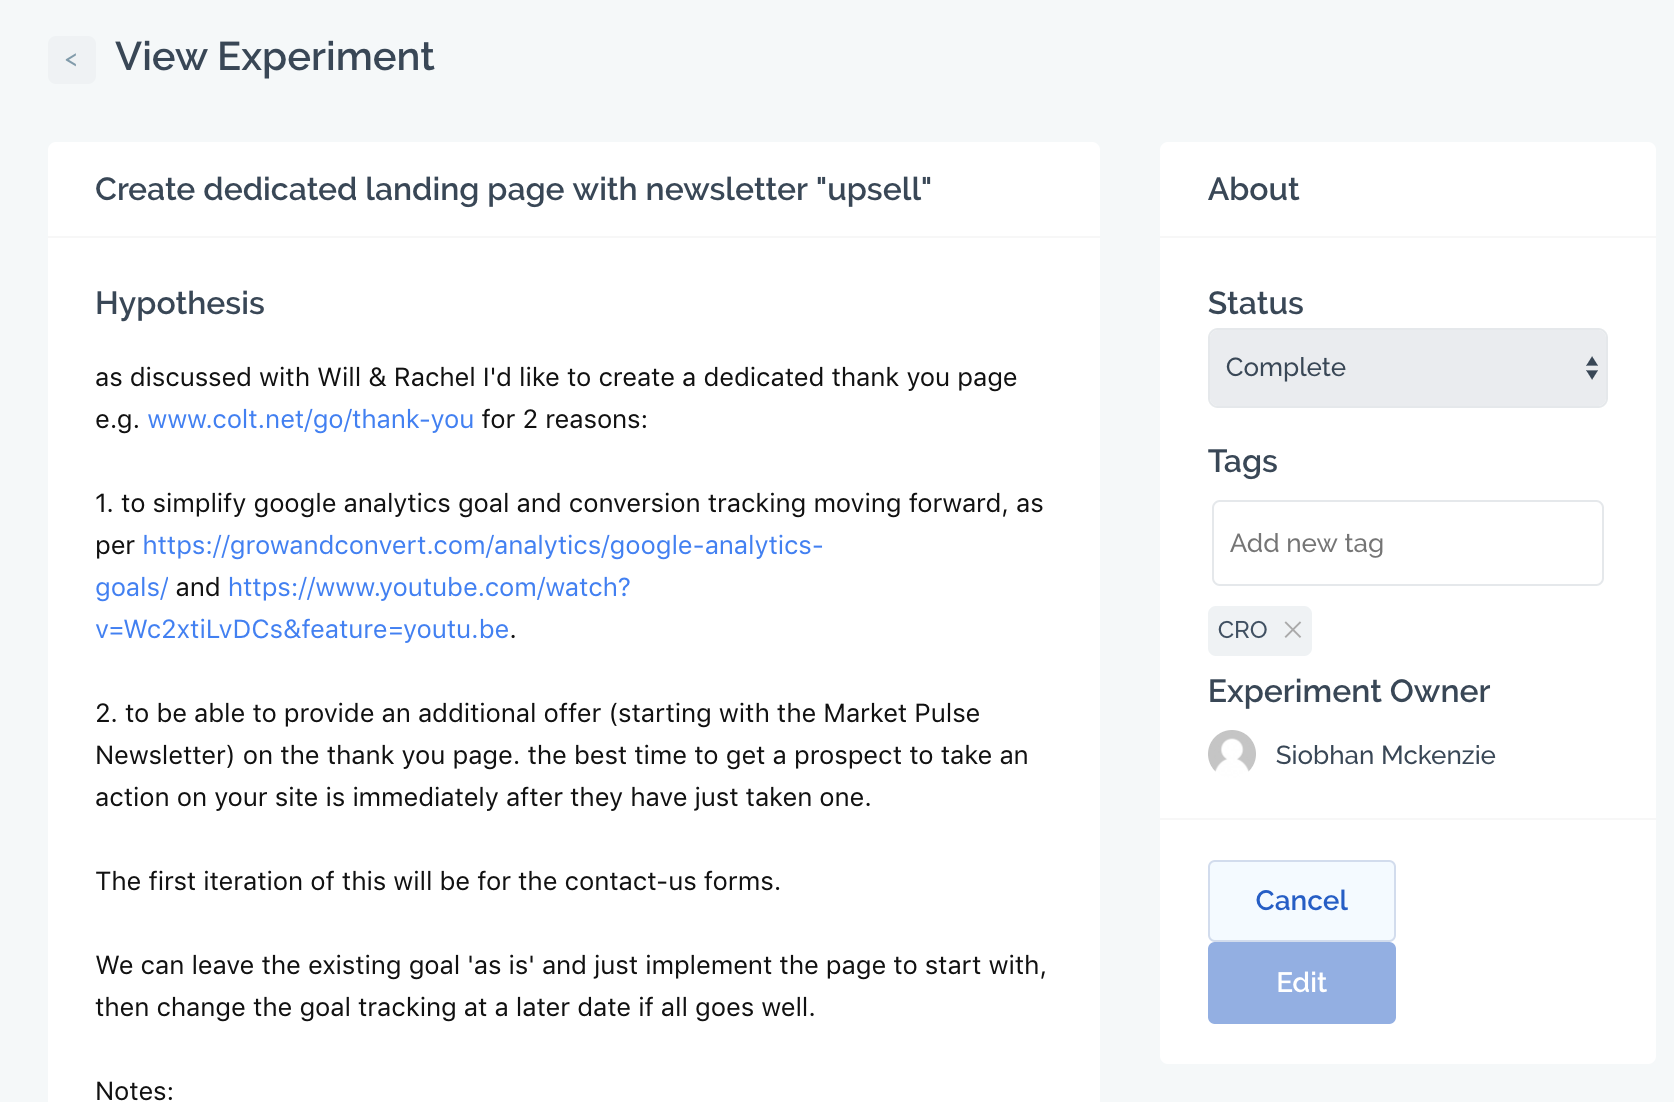 < View Experiment
Create dedicated landing page with newsletter "upsell"
Hypothesis
as discussed with Will & Rachel I'd like to create a dedicated thank you page
e.g. www.colt.net/go/thank-you for 2 reasons:
1. to simplify google analytics goal and conversion tracking moving forward, as
per https://growandconvert.com/analytics/google-analytics-
goals/ and https://www.youtube.com/watch?
v=Wc2xtiLvDCs&feature=youtu.be.
2. to be able to provide an additional offer (starting with the Market Pulse
Newsletter) on the thank you page. the best time to get a prospect to take an
action on your site is immediately after they have just taken one.
The first iteration of this will be for the contact-us forms.
We can leave the existing goal 'as is' and just implement the page to start with,
then change the goal tracking at a later date if all goes well.
Notes:
About
Status
Complete
Tags
Add new tag
CRO
Experiment Owner
Siobhan Mckenzie
Cancel
Edit